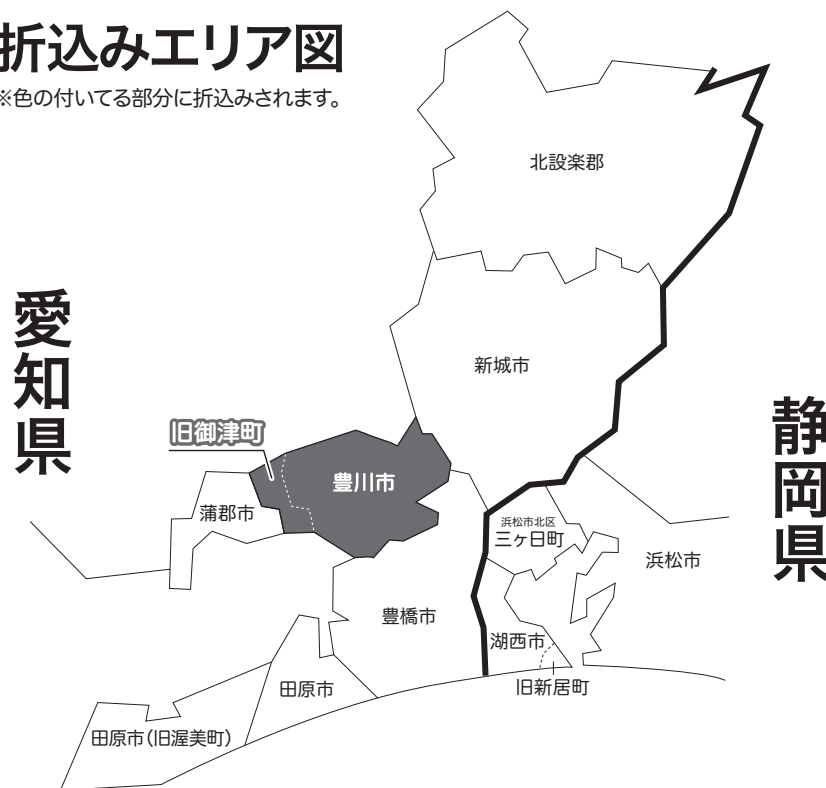 折込みエリア図
※色の付いてる部分に折込みされます。
北設楽郡
愛知県
新城市
静岡県
旧御津町
豊川市
蒲郡市
浜松市北区
三ヶ日町
浜松市
豊橋市
湖西市
田原市
旧新居町
田原市(旧渥美町)